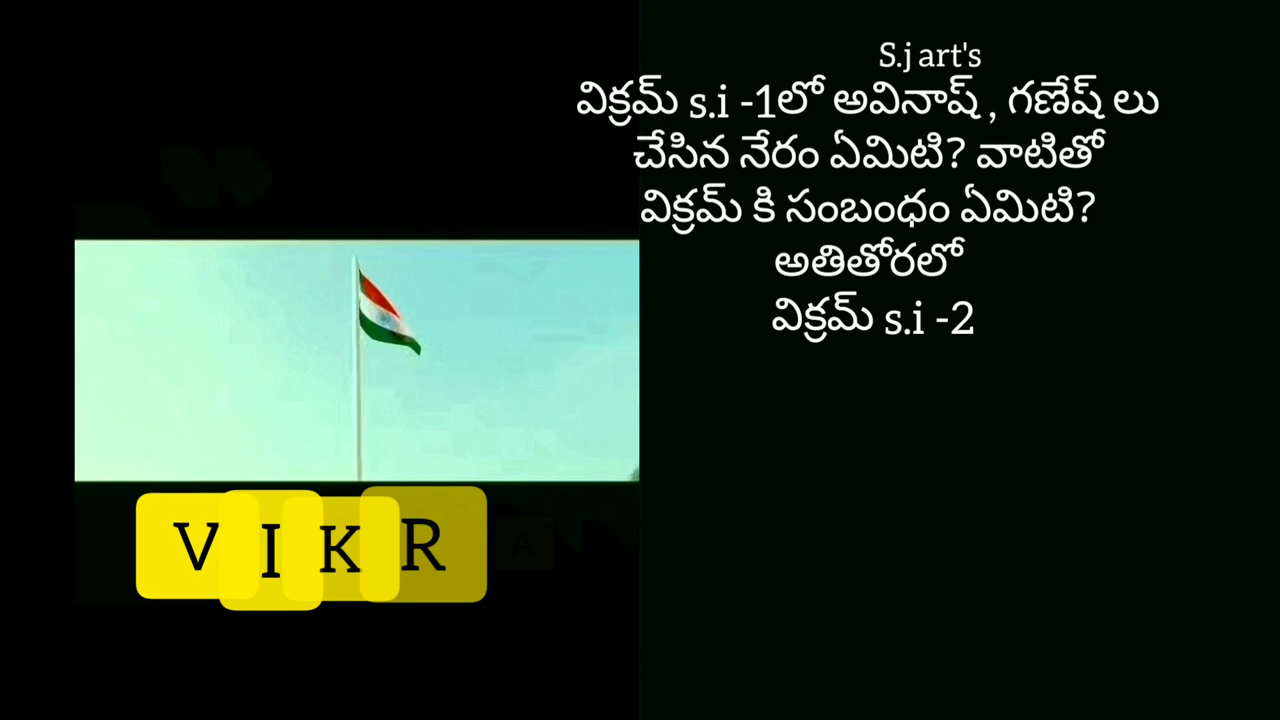 S.j art's
విక్రమ్ s.i -1లో అవినాష్ , గణేష్ లు
చేసిన నేరం ఏమిటి? వాటితో
విక్రమ్ కి సంబంధం ఏమిటి?
అతితోరలో
విక్రమ్ s.i -2
V I K R A